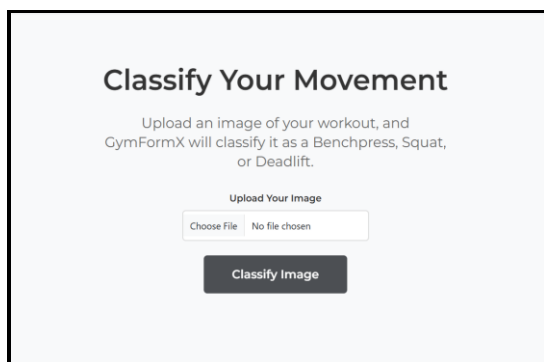 Classify Your Movement
Upload an image of your workout, and
GymFormX will classify it as a Benchpress, Squat,
or Deadlift.
Upload Your Image
Choose File No file chosen
Classify Image